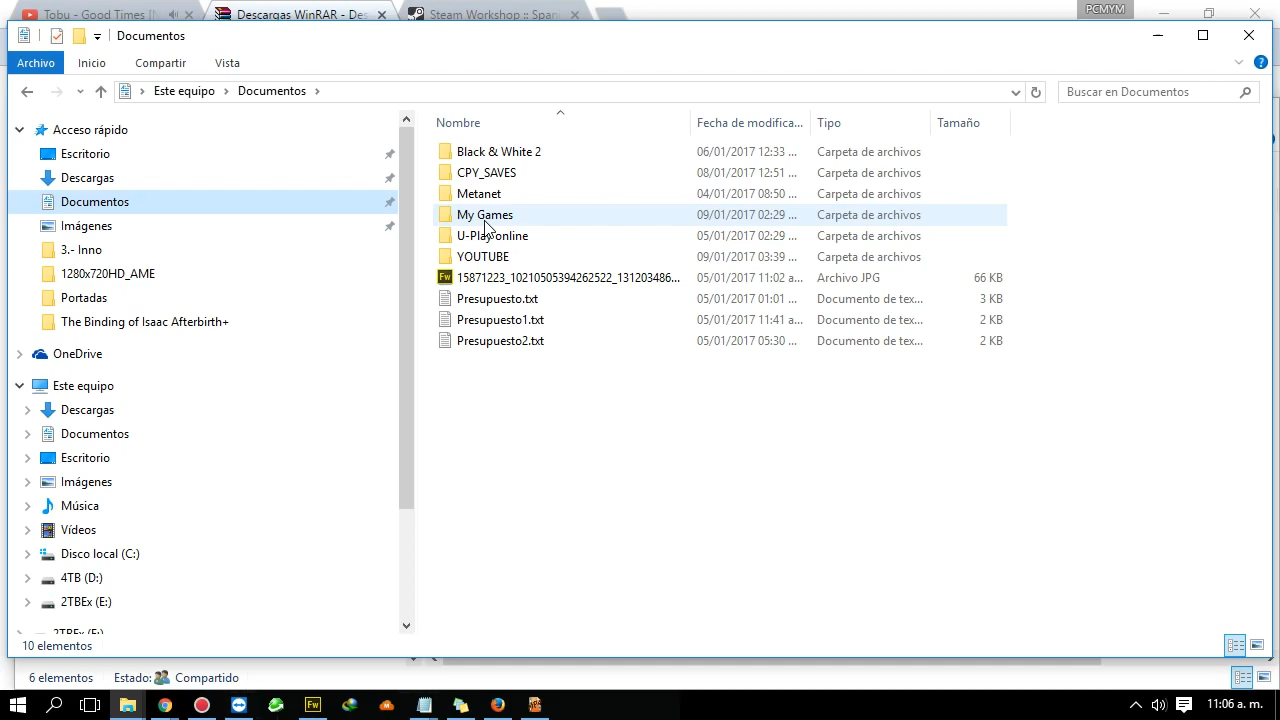 Tobu - Good Times [
Descargas WinRAR - Des
Steam Workshop :: Span
PCMYM
Documentos
Archivo
Inicio
Compartir
Vista
Este equipo
Documentos
Buscar en Documentos
Nombre
Fecha de modifica...
Tipo
Tamaño
Acceso rápido
Escritorio
Descargas
Documentos
Imágenes
3.- Inno
1280x720HD_AME
Portadas
The Binding of Isaac Afterbirth+
OneDrive
Este equipo
Descargas
Documentos
Escritorio
Imágenes
Música
Vídeos
Disco local (C:)
4TB (D:)
2TBEx (E:)
2TBEx (F:)
Black & White 2 06/01/2017 12:33 ... Carpeta de archivos
CPY_SAVES 08/01/2017 12:51 ... Carpeta de archivos
Metanet 04/01/2017 08:50 ... Carpeta de archivos
My Games 09/01/2017 02:29 ... Carpeta de archivos
U-Play online 05/01/2017 02:29 ... Carpeta de archivos
YOUTUBE 09/01/2017 03:39 ... Carpeta de archivos
Fw 15871223_10210505394262522_131203486... 05/01/2017 11:02 a... Archivo JPG 66 KB
Presupuesto.txt 05/01/2017 01:01 ... Documento de tex... 3 KB
Presupuesto1.txt 05/01/2017 11:41 a... Documento de tex... 2 KB
Presupuesto2.txt 05/01/2017 05:30 ... Documento de tex... 2 KB
10 elementos
6 elementos
Estado:
Compartido
Fw
11:06 a. m.